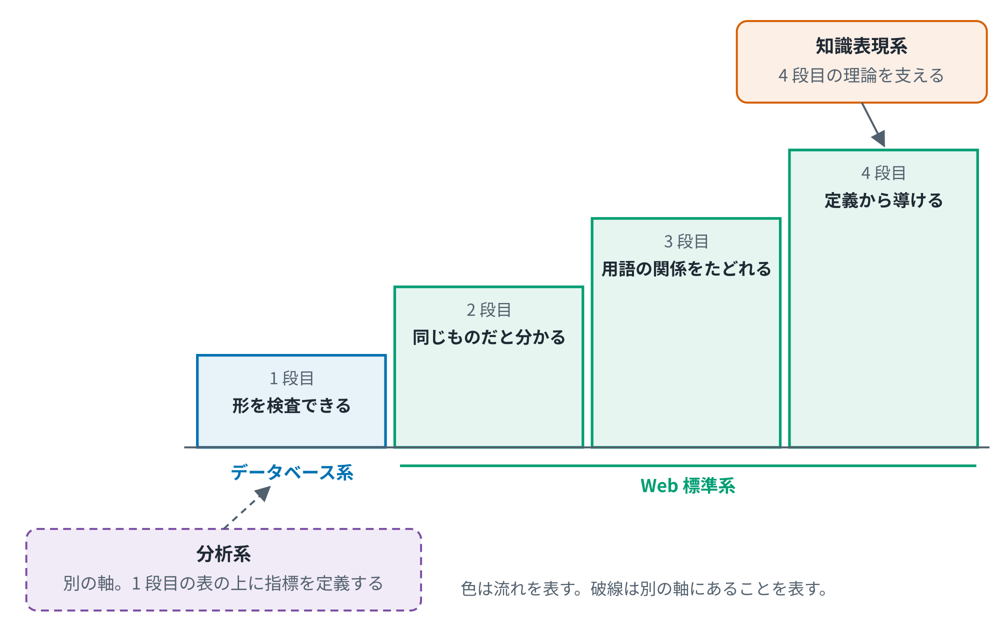 知識表現系
4 段目の理論を支える
4 段目
定義から導ける
3 段目
用語の関係をたどれる
2 段目
同じものだと分かる
1 段目
形を検査できる
データベース系
Web 標準系
分析系
別の軸。1 段目の表の上に指標を定義する
色は流れを表す。破線は別の軸にあることを表す。